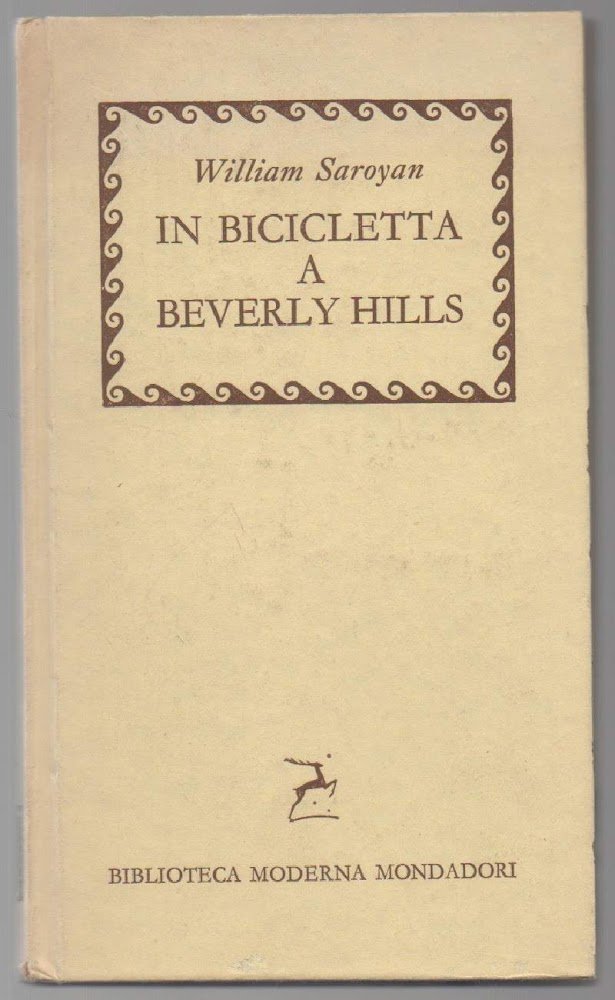 William Saroyan
IN BICICLETTA
A
BEVERLY HILLS
BIBLIOTECA MODERNA MONDADORI